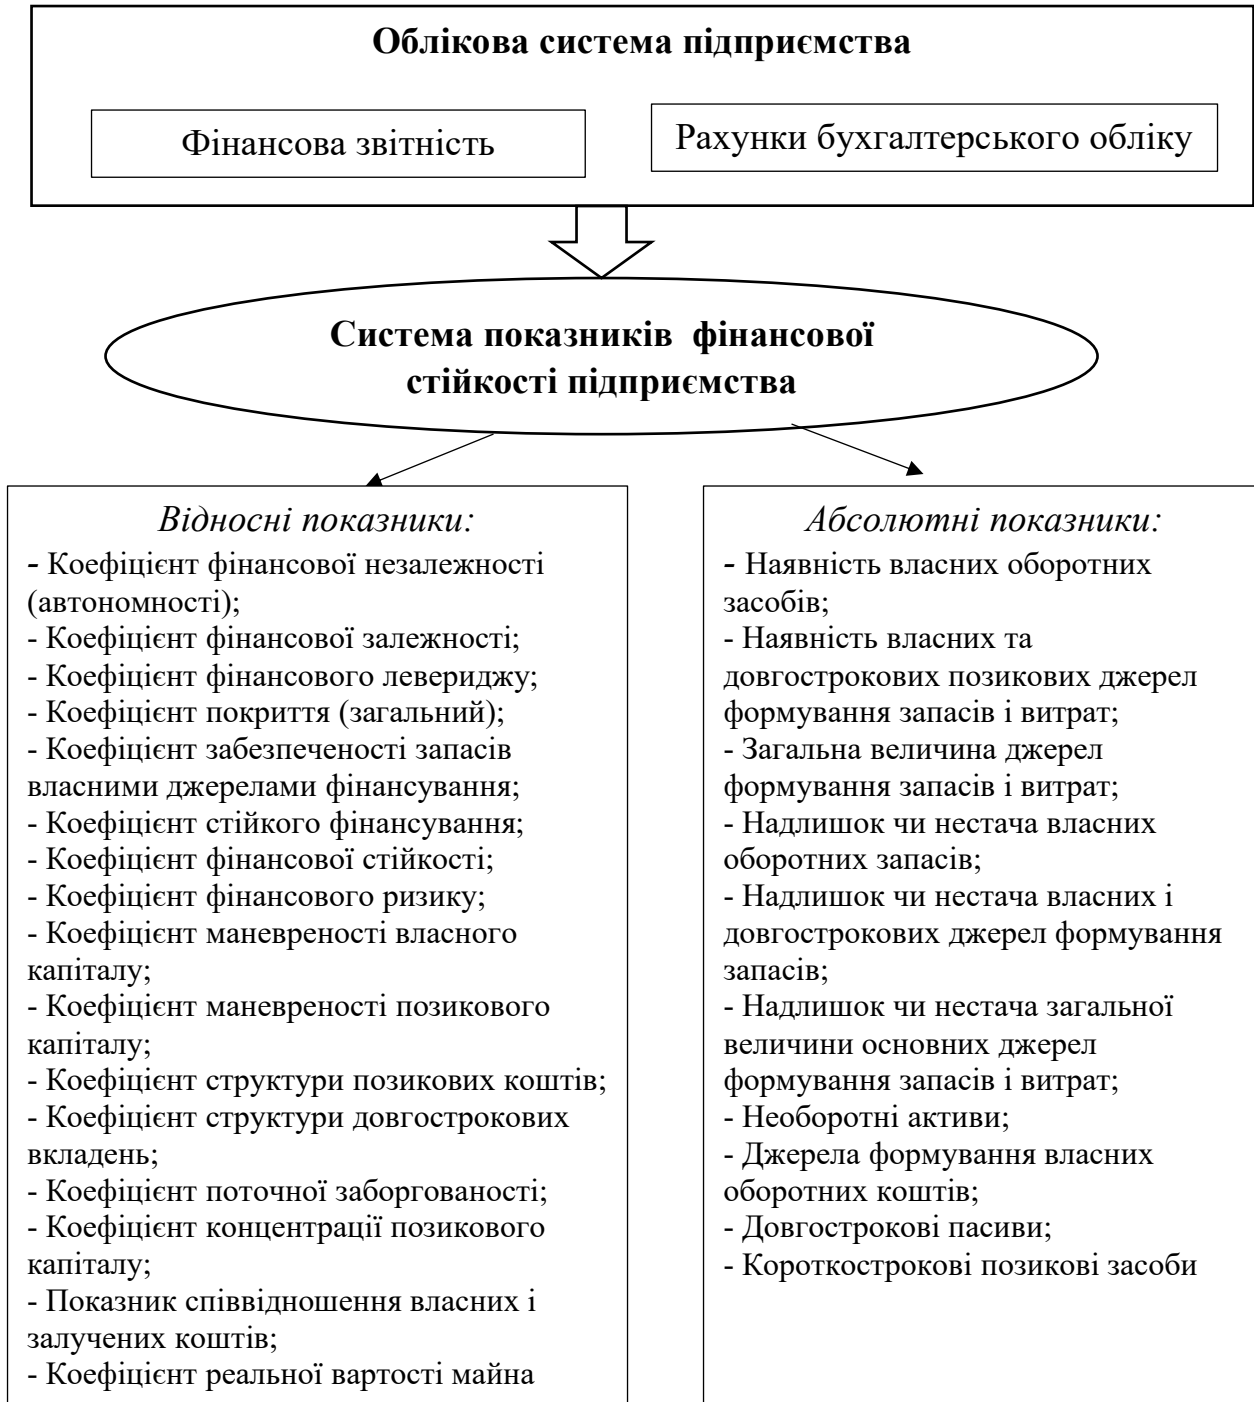 Облікова система підприємства
Фінансова звітність
Рахунки бухгалтерського обліку
Система показників фінансової
стійкості підприємства
Відносні показники:
- Коефіцієнт фінансової незалежності
(автономності);
- Коефіцієнт фінансової залежності;
- Коефіцієнт фінансового левериджу;
- Коефіцієнт покриття (загальний);
- Коефіцієнт забезпеченості запасів
власними джерелами фінансування;
- Коефіцієнт стійкого фінансування;
- Коефіцієнт фінансової стійкості;
- Коефіцієнт фінансового ризику;
- Коефіцієнт маневреності власного
капіталу;
- Коефіцієнт маневреності позикового
капіталу;
- Коефіцієнт структури позикових коштів;
- Коефіцієнт структури довгострокових
вкладень;
- Коефіцієнт поточної заборгованості;
- Коефіцієнт концентрації позикового
капіталу;
- Показник співвідношення власних і
залучених коштів;
- Коефіцієнт реальної вартості майна
Абсолютні показники:
- Наявність власних оборотних
засобів;
- Наявність власних та
довгострокових позикових джерел
формування запасів і витрат;
- Загальна величина джерел
формування запасів і витрат;
- Надлишок чи нестача власних
оборотних запасів;
- Надлишок чи нестача власних і
довгострокових джерел формування
запасів;
- Надлишок чи нестача загальної
величини основних джерел
формування запасів і витрат;
- Необоротні активи;
- Джерела формування власних
оборотних коштів;
- Довгострокові пасиви;
- Короткострокові позикові засоби